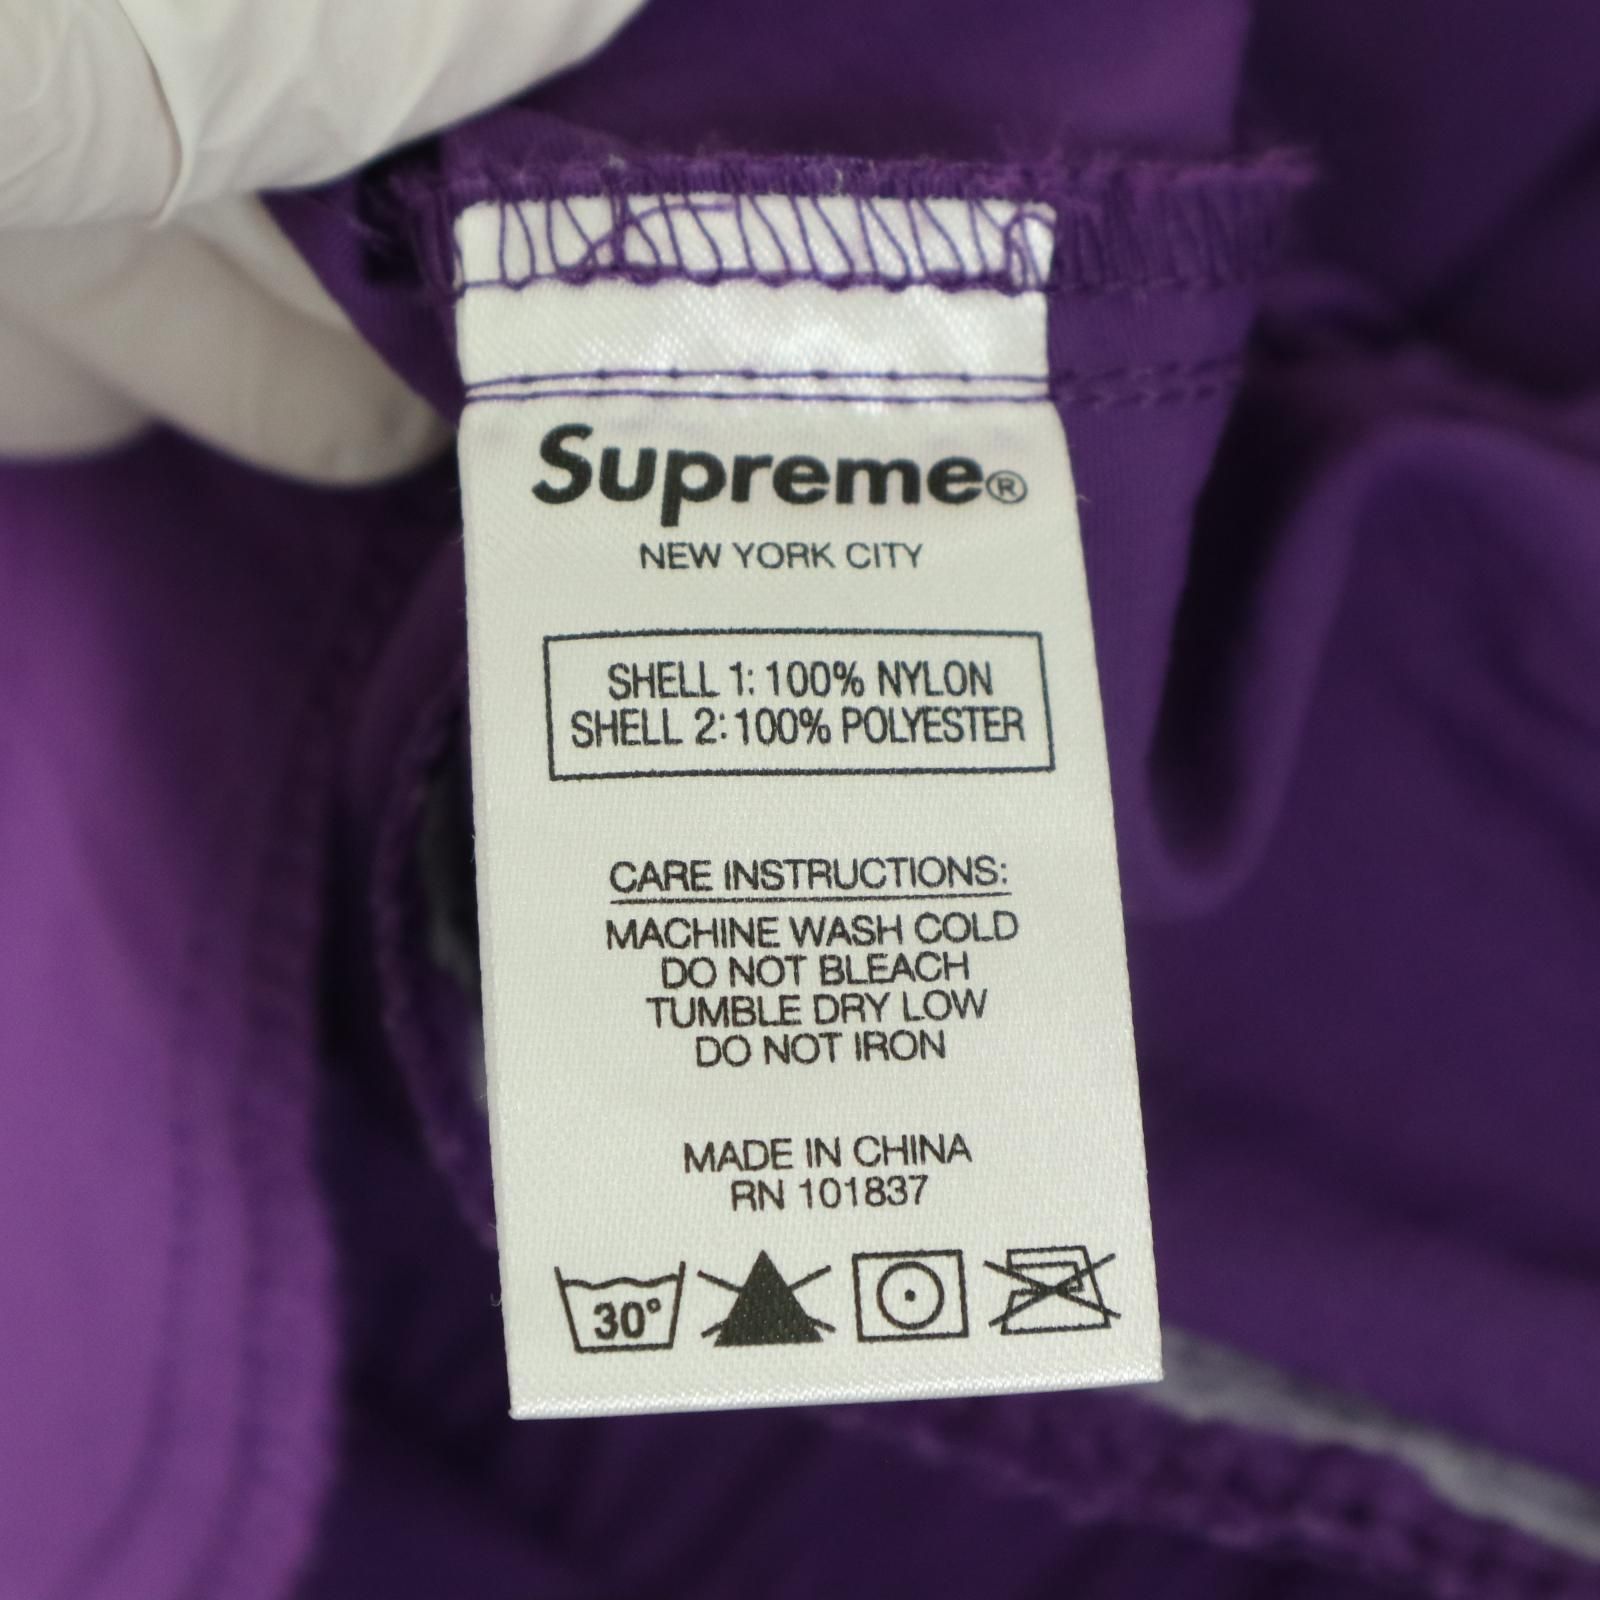 Supreme®
NEW YORK CITY
SHELL 1: 100% NYLON
SHELL 2: 100% POLYESTER
CARE INSTRUCTIONS:
MACHINE WASH COLD
DO NOT BLEACH
TUMBLE DRY LOW
DO NOT IRON
MADE IN CHINA
RN 101837
30°